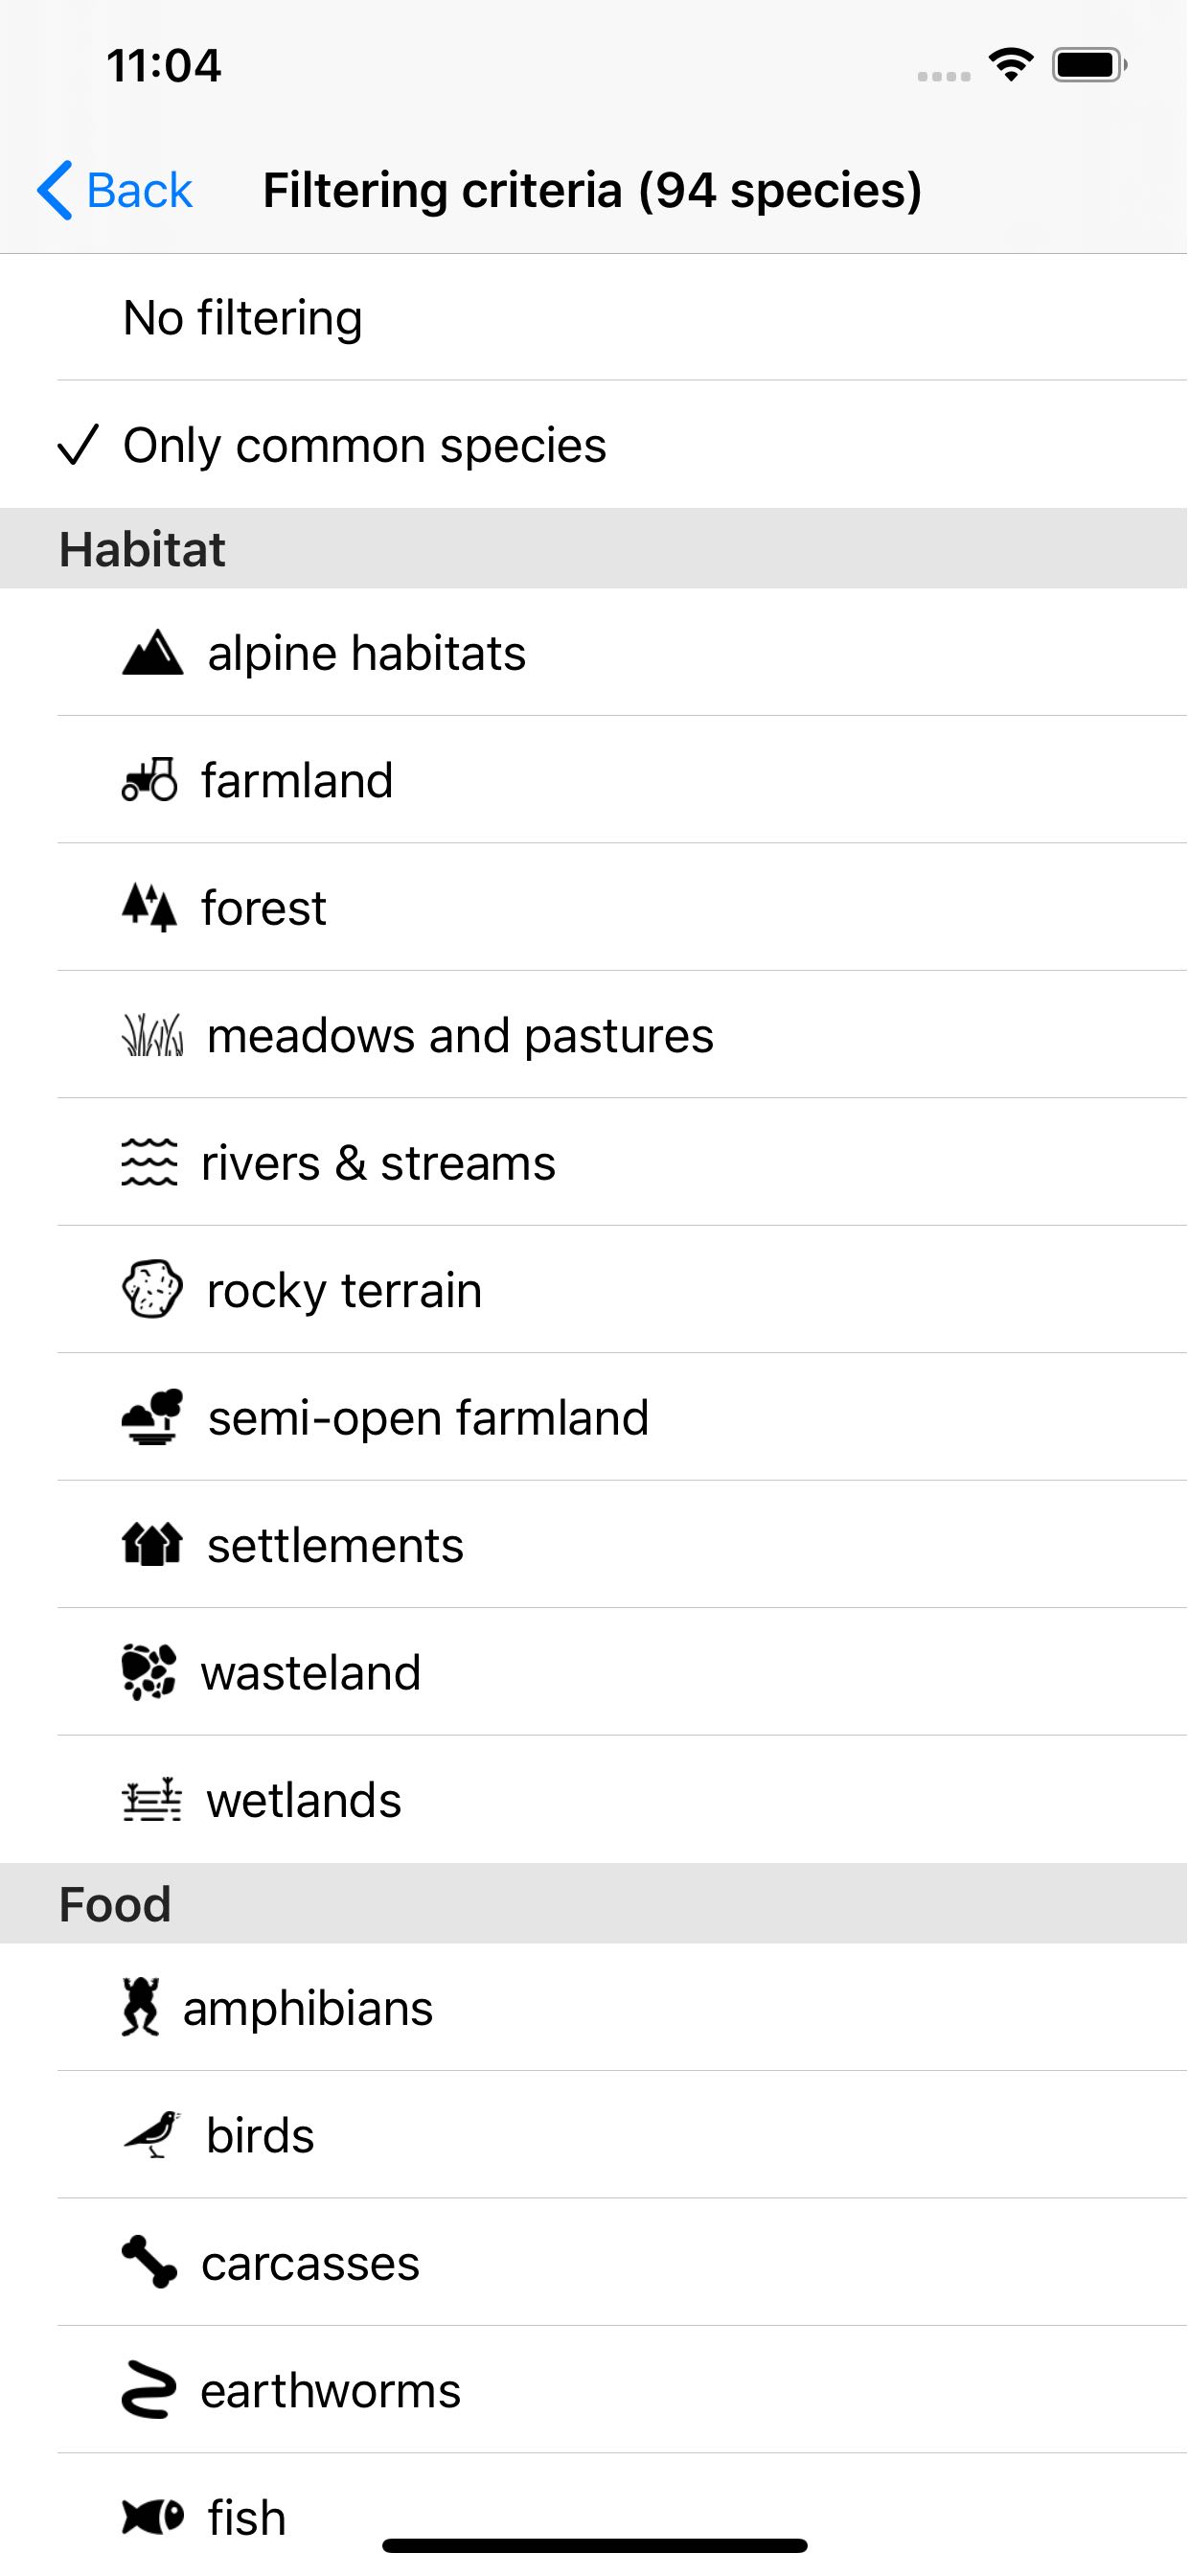 11:04
Back
Filtering criteria (94 species)
No filtering
Only common species
Habitat
alpine habitats
farmland
forest
meadows and pastures
rivers & streams
rocky terrain
semi-open farmland
settlements
wasteland
wetlands
Food
amphibians
birds
carcasses
earthworms
fish